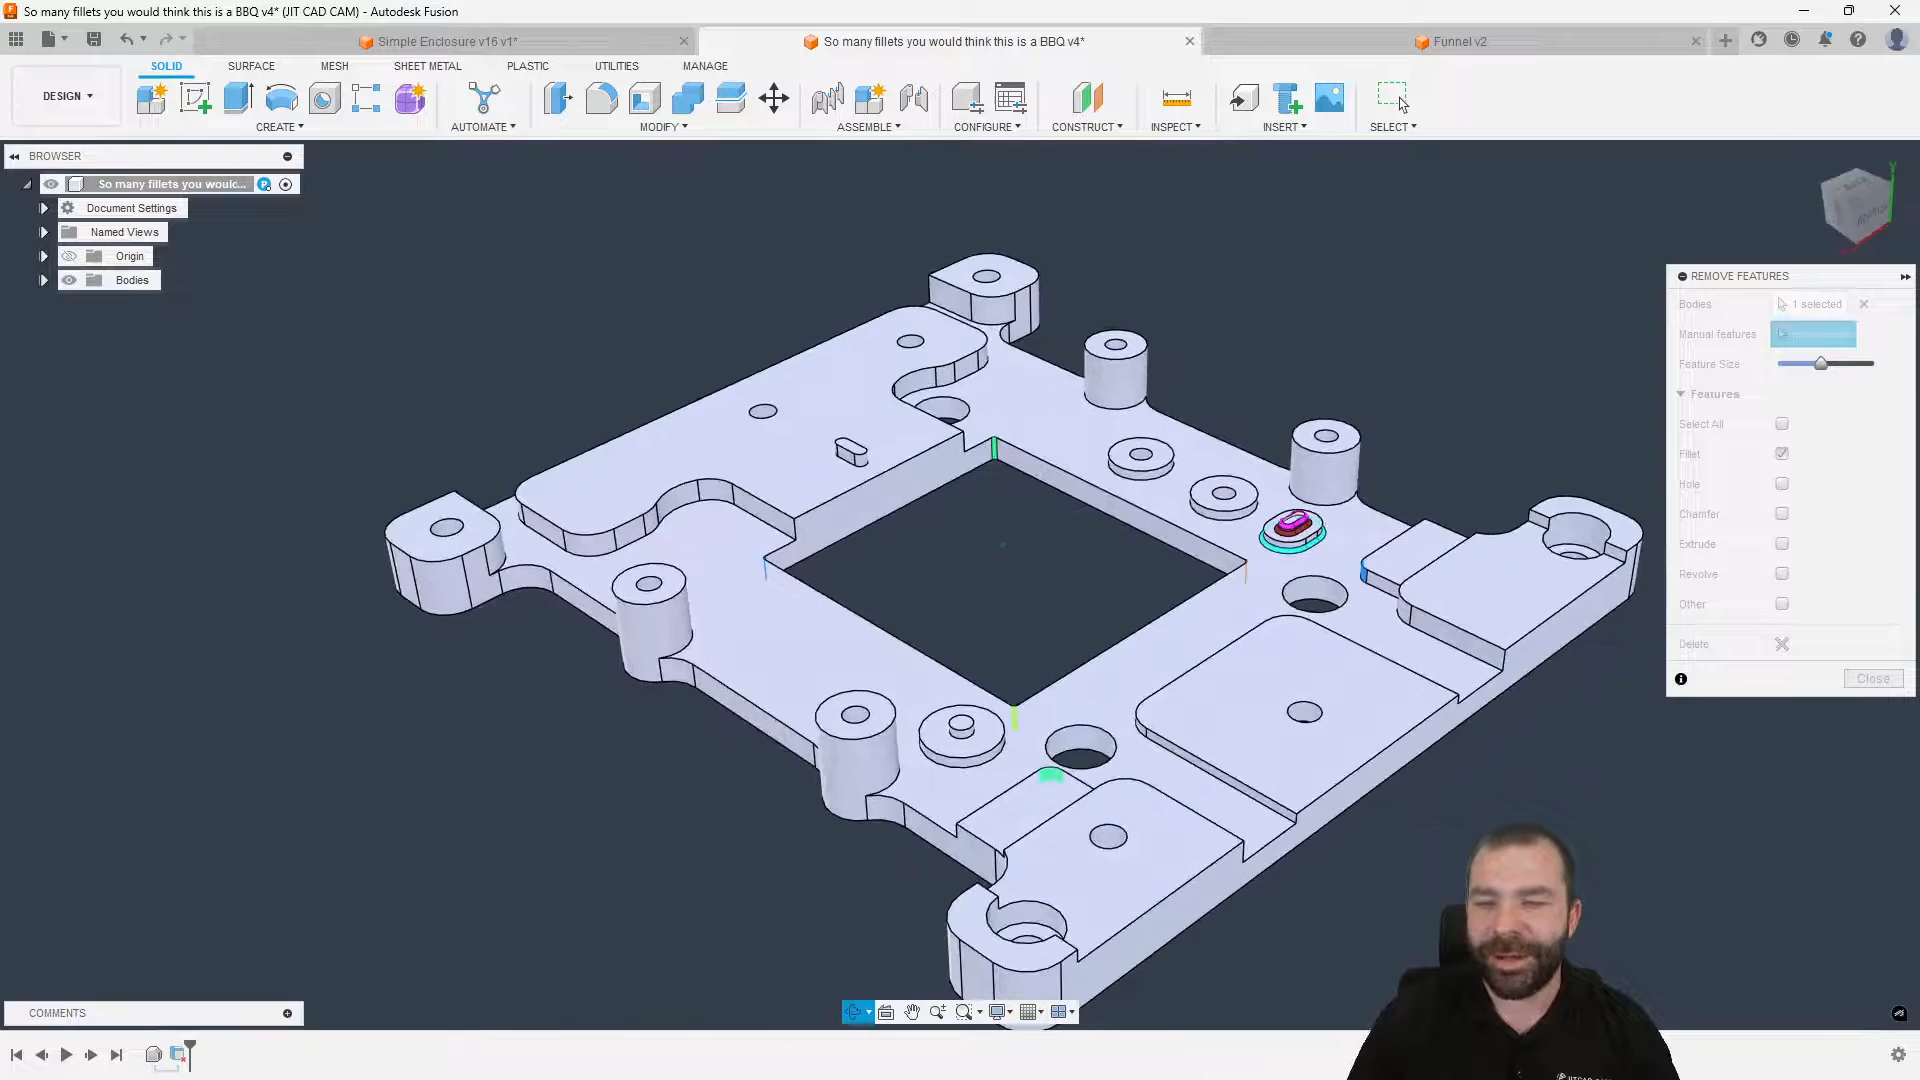 So many fillets you would think this is a BBQ v4* (JIT CAD CAM) - Autodesk Fusion
Simple Enclosure v16 v1*
So many fillets you would think this is a BBQ v4*
Funnel v2
DESIGN
SOLID
SURFACE
MESH
SHEET METAL
PLASTIC
UTILITIES
MANAGE
CREATE
AUTOMATE
MODIFY
ASSEMBLE
CONFIGURE
CONSTRUCT
INSPECT
INSERT
SELECT
BROWSER
So many fillets you would...
Document Settings
Named Views
Origin
Bodies
BACK
REMOVE FEATURES
Bodies
1 selected
Manual features
Feature Size
Features
Select All
Fillet
Hole
Chamfer
Extrude
Revolve
Other
Delete
Close
COMMENTS